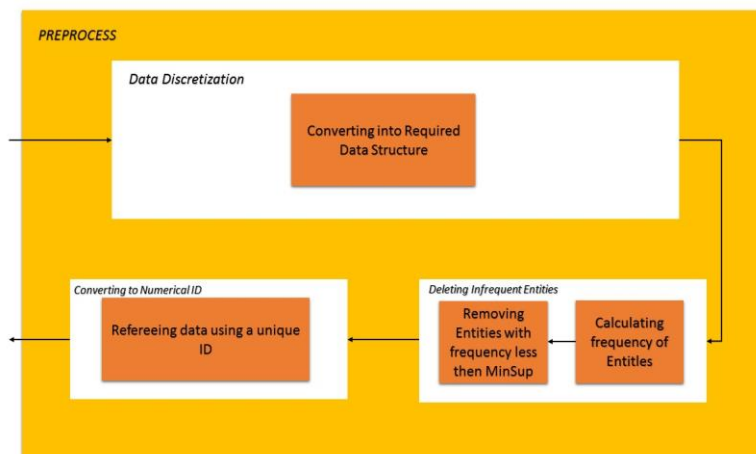 PREPROCESS
Data Discretization
Converting into Required
Data Structure
Converting to Numerical ID
Refereeing data using a unique
ID
Deleting Infrequent Entities
Removing
Entities with
frequency less
then MinSup
Calculating
frequency of
Entitles